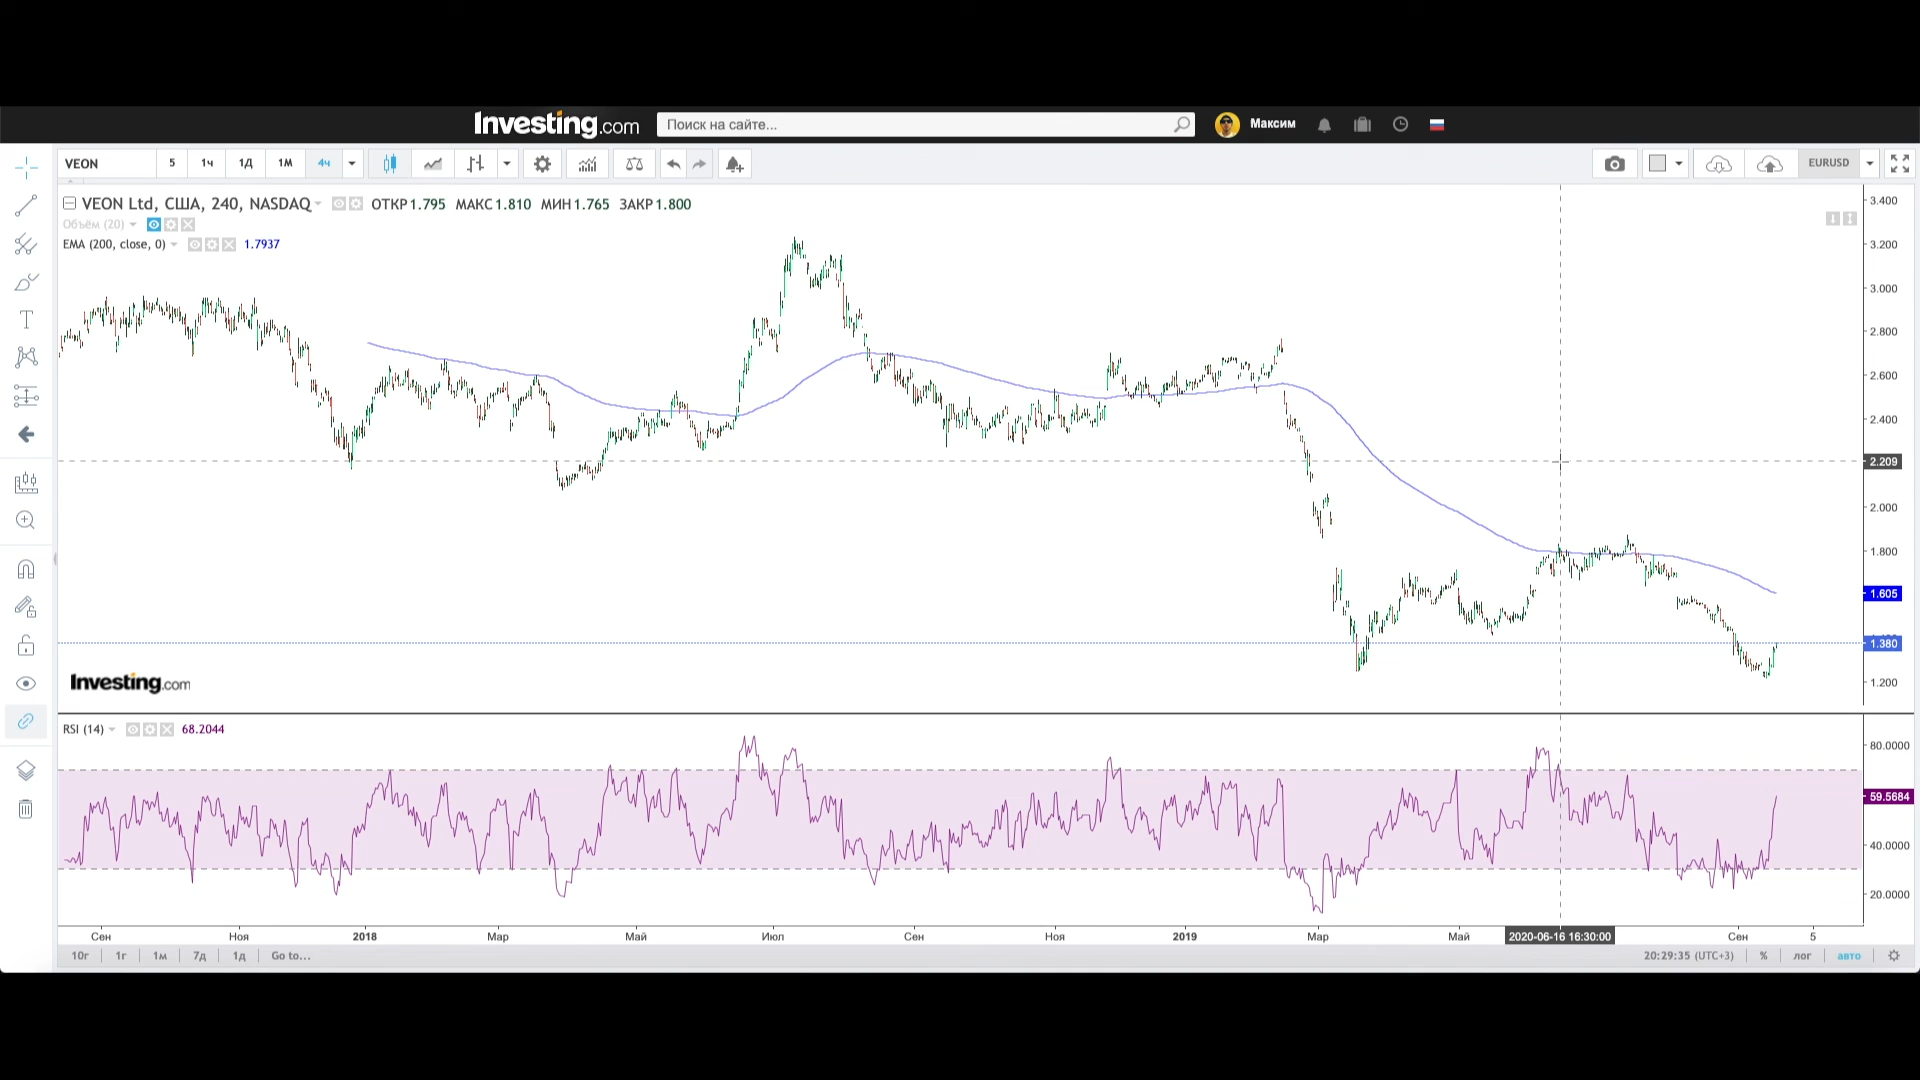 Investing.com
Поиск на сайте...
Максим
VEON 5 1ч 1Д 1М 4ч
EURUSD
VEON Ltd, США, 240, NASDAQ ОТКР 1.795 МАКС 1.810 МИН 1.765 ЗАКР 1.800
Объём (20)
EMA (200, close, 0) 1.7937
3.400
3.200
3.000
2.800
2.600
2.400
2.209
2.000
1.800
1.605
1.380
1.200
Investing.com
RSI (14) 68.2044
80.0000
59.5684
40.0000
20.0000
Сен Ноя 2018 Мар Май Июл Сен Ноя 2019 Мар Май 2020-06-16 16:30:00 Сен 5
10г 1г 1м 7д 1д Go to... 20:29:35 (UTC+3) % лог авто